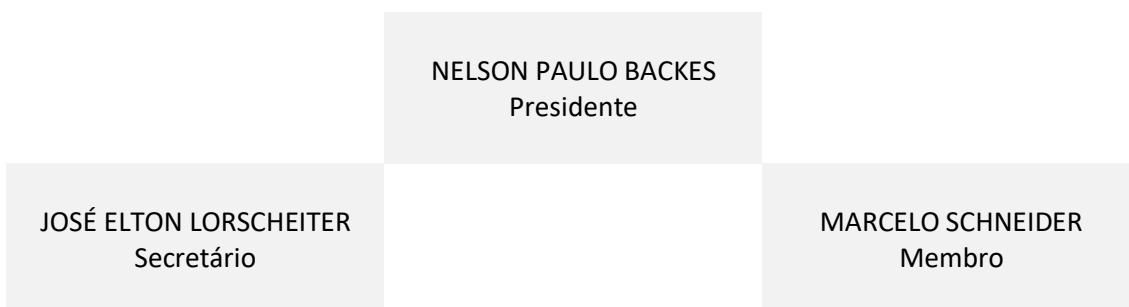 NELSON PAULO BACKES
Presidente
JOSÉ ELTON LORSCHEITER
Secretário
MARCELO SCHNEIDER
Membro